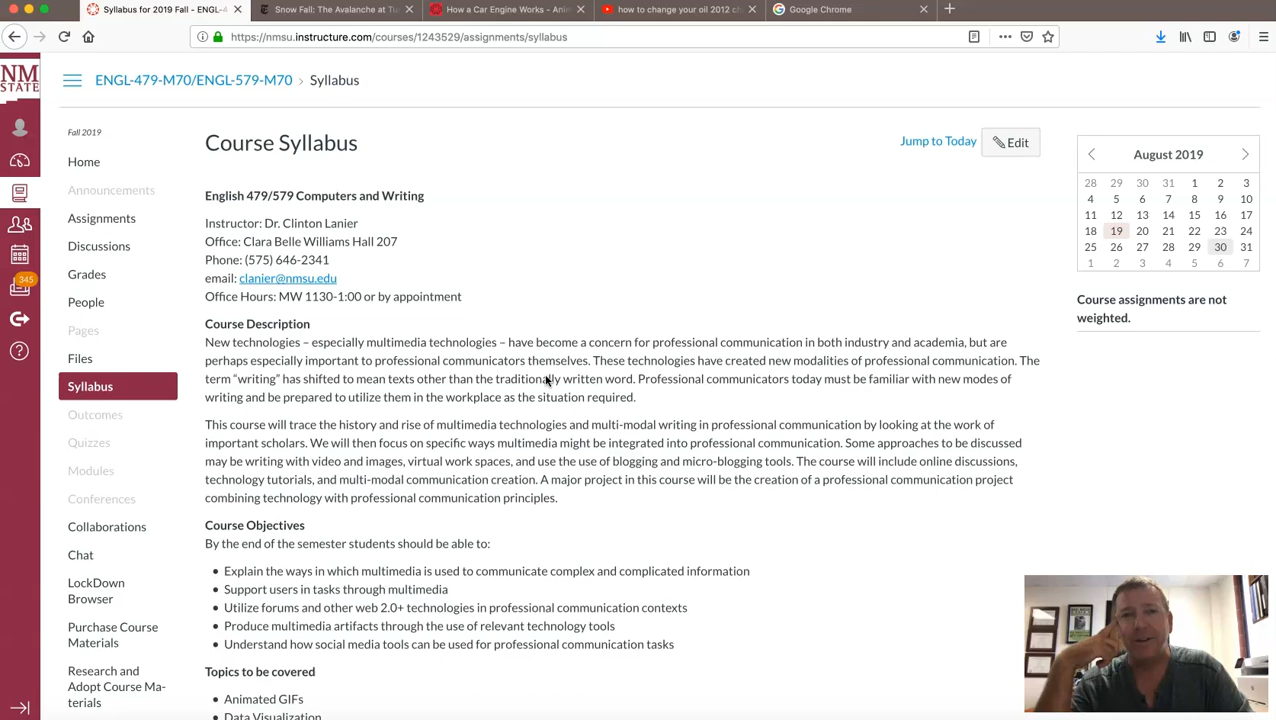 Syllabus for 2019 Fall - ENGL-4
Snow Fall: The Avalanche at Tu
How a Car Engine Works - Anim
how to change your oil 2012 ch
Google Chrome
https://nmsu.instructure.com/courses/1243529/assignments/syllabus
NM
STATE
345
ENGL-479-M70/ENGL-579-M70 › Syllabus
Fall 2019
Home
Announcements
Assignments
Discussions
Grades
People
Pages
Files
Syllabus
Outcomes
Quizzes
Modules
Conferences
Collaborations
Chat
LockDown
Browser
Purchase Course
Materials
Research and
Adopt Course Ma-
terials
Course Syllabus
Jump to Today
Edit
English 479/579 Computers and Writing
Instructor: Dr. Clinton Lanier
Office: Clara Belle Williams Hall 207
Phone: (575) 646-2341
email: clanier@nmsu.edu
Office Hours: MW 1130-1:00 or by appointment
Course Description
New technologies – especially multimedia technologies – have become a concern for professional communication in both industry and academia, but are
perhaps especially important to professional communicators themselves. These technologies have created new modalities of professional communication. The
term “writing” has shifted to mean texts other than the traditionally written word. Professional communicators today must be familiar with new modes of
writing and be prepared to utilize them in the workplace as the situation required.
This course will trace the history and rise of multimedia technologies and multi-modal writing in professional communication by looking at the work of
important scholars. We will then focus on specific ways multimedia might be integrated into professional communication. Some approaches to be discussed
may be writing with video and images, virtual work spaces, and use the use of blogging and micro-blogging tools. The course will include online discussions,
technology tutorials, and multi-modal communication creation. A major project in this course will be the creation of a professional communication project
combining technology with professional communication principles.
Course Objectives
By the end of the semester students should be able to:
• Explain the ways in which multimedia is used to communicate complex and complicated information
• Support users in tasks through multimedia
• Utilize forums and other web 2.0+ technologies in professional communication contexts
• Produce multimedia artifacts through the use of relevant technology tools
• Understand how social media tools can be used for professional communication tasks
Topics to be covered
• Animated GIFs
• Data Visualization
August 2019
28 29 30 31 1 2 3
4 5 6 7 8 9 10
11 12 13 14 15 16 17
18 19 20 21 22 23 24
25 26 27 28 29 30 31
1 2 3 4 5 6 7
Course assignments are not
weighted.